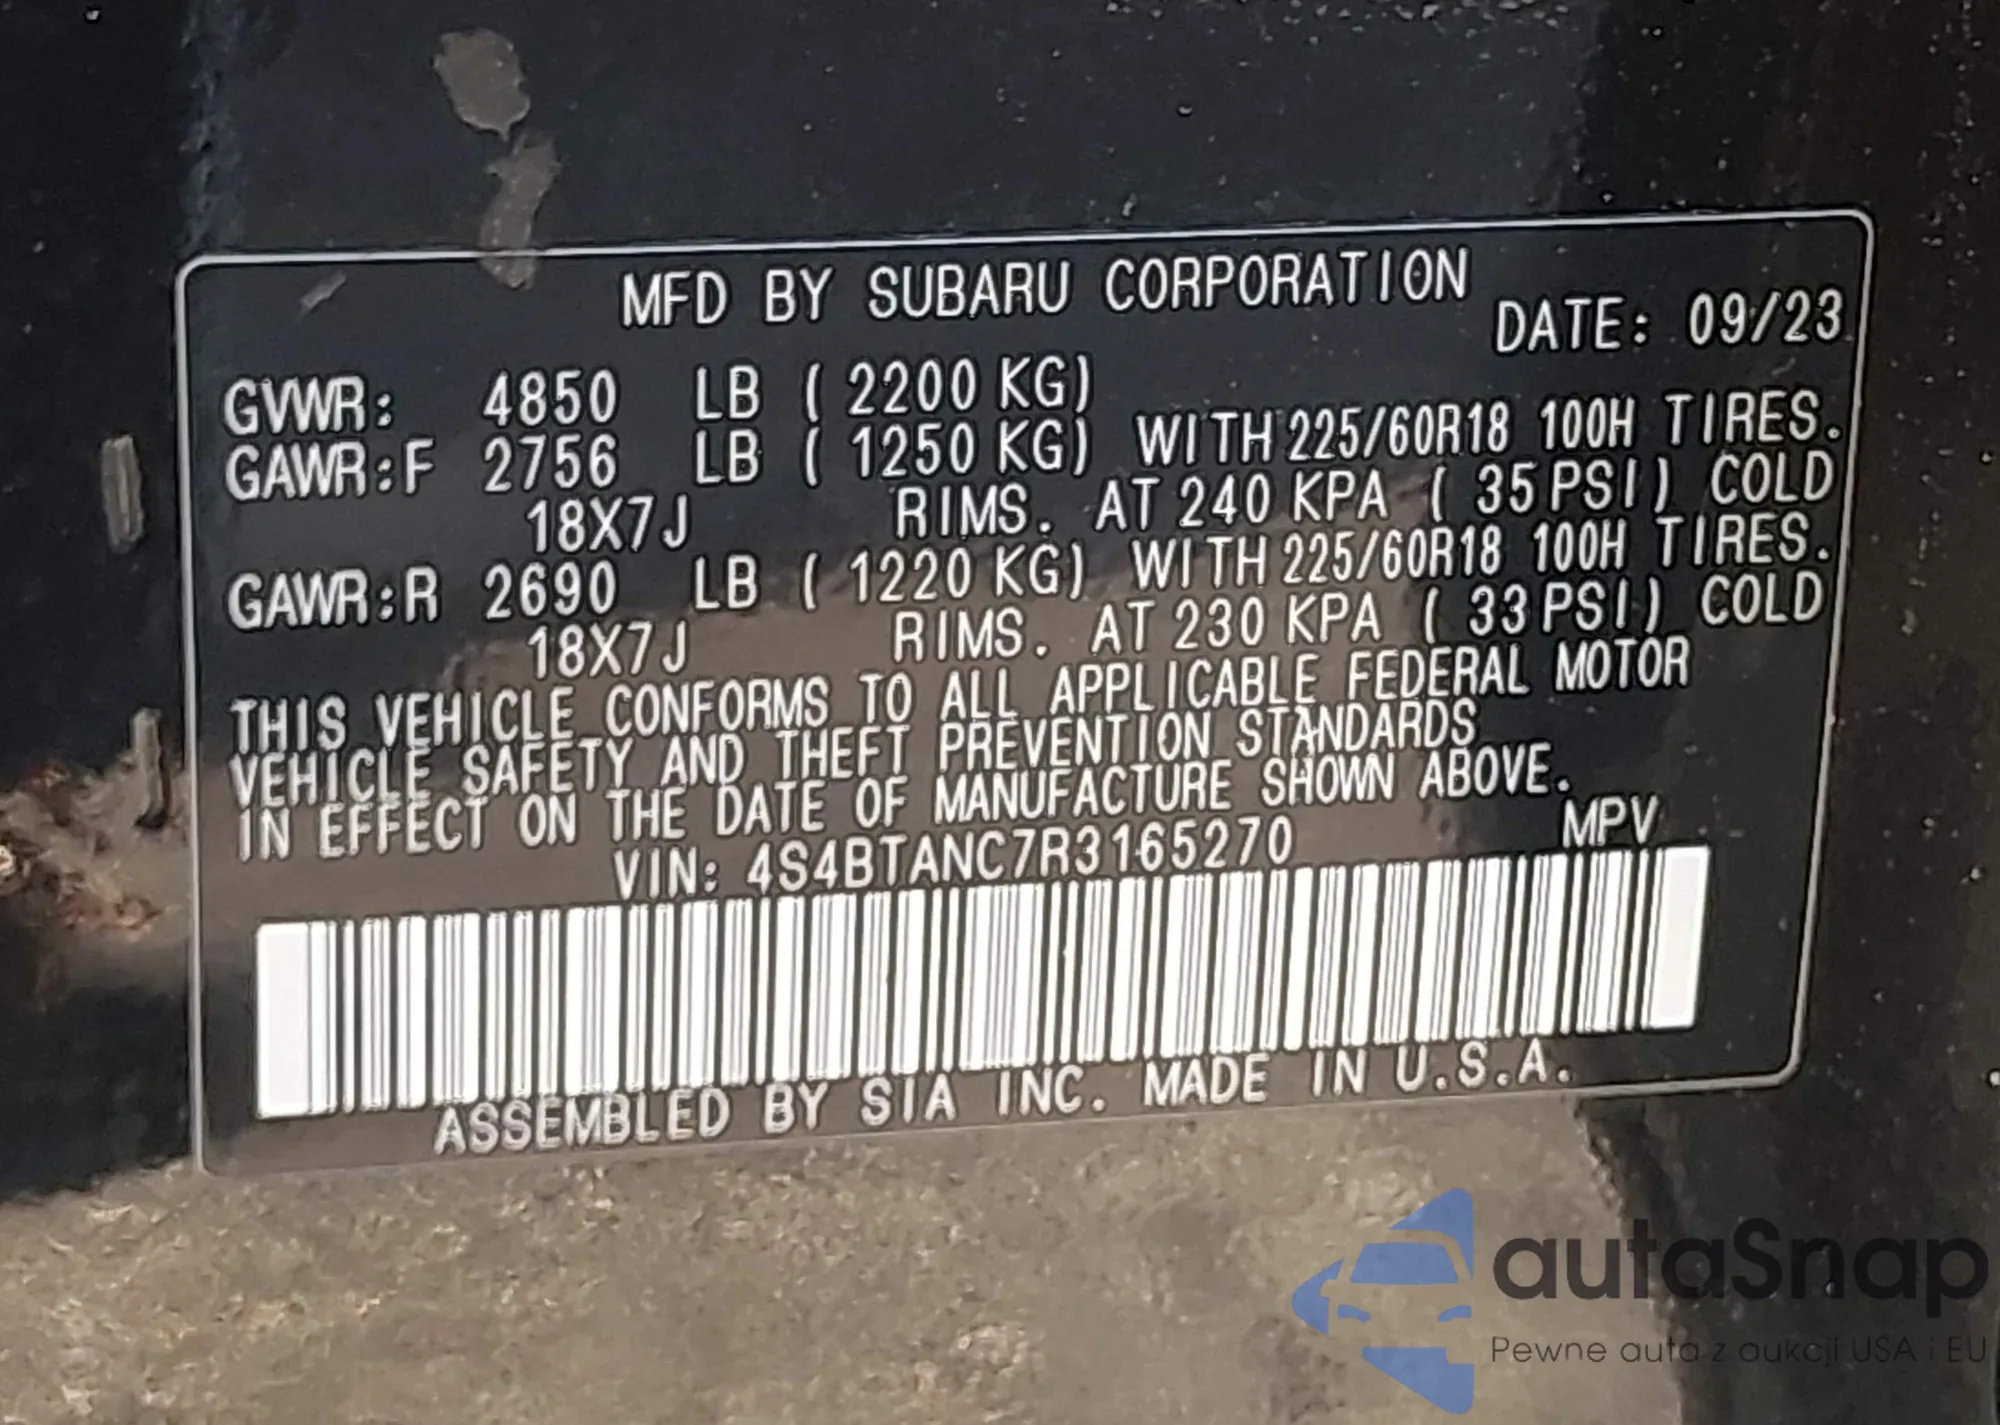 MFD BY SUBARU CORPORATION
DATE: 09/23
GVWR: 4850 LB ( 2200 KG)
GAWR:F 2756 LB ( 1250 KG) WITH 225/60R18 100H TIRES.
18X7J RIMS. AT 240 KPA ( 35 PSI) COLD
GAWR:R 2690 LB ( 1220 KG) WITH 225/60R18 100H TIRES.
18X7J RIMS. AT 230 KPA ( 33 PSI) COLD
THIS VEHICLE CONFORMS TO ALL APPLICABLE FEDERAL MOTOR
VEHICLE SAFETY AND THEFT PREVENTION STANDARDS
IN EFFECT ON THE DATE OF MANUFACTURE SHOWN ABOVE.
VIN: 4S4BTANC7R3165270 MPV
ASSEMBLED BY SIA INC. MADE IN U.S.A.
autaSnap
Pewne auta z aukcji USA i EU